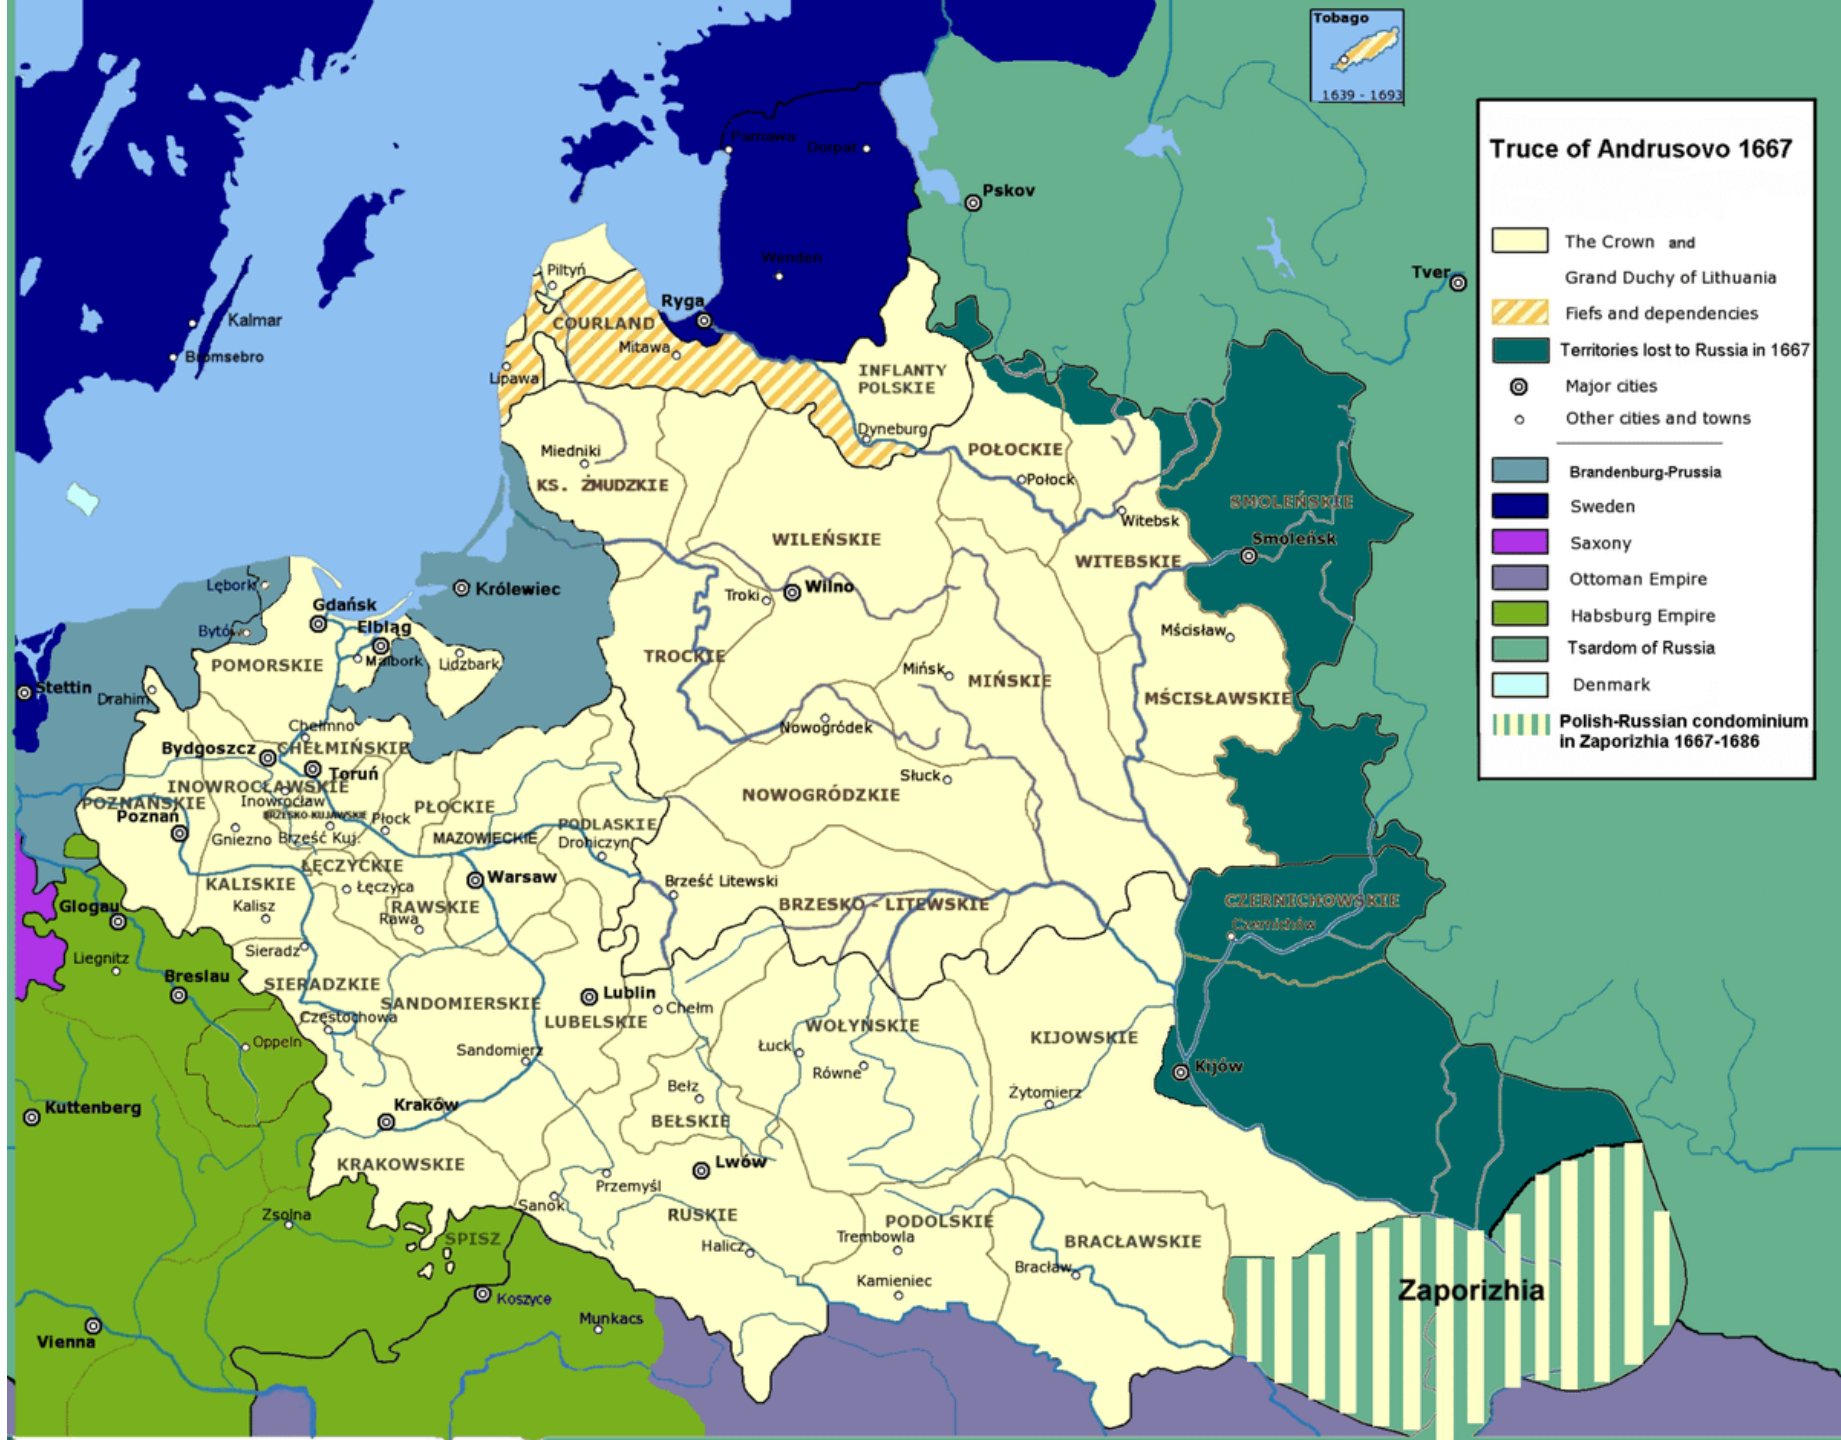 Tobago
1639 - 1693
Truce of Andrusovo 1667
The Crown and
Grand Duchy of Lithuania
Fiefs and dependencies
Territories lost to Russia in 1667
Major cities
Other cities and towns
Brandenburg-Prussia
Sweden
Saxony
Ottoman Empire
Habsburg Empire
Tsardom of Russia
Denmark
Polish-Russian condominium
in Zaporizhia 1667-1686
Parnawa
Dorpat
Pskov
Wenden
Tver
Piltyń
Ryga
Kalmar
COURLAND
Mitawa
Bromsebro
Lipawa
INFLANTY
POLSKIE
Dyneburg
Miedniki
POŁOCKIE
KS. ŻMUDZKIE
Połock
SMOLEŃSKIE
Witebsk
WILEŃSKIE
Smoleńsk
WITEBSKIE
Lębork
Królewiec
Wilno
Troki
Gdańsk
Bytów
Elbląg
Mścisław
POMORSKIE
Malbork
Lidzbark
TROCKIE
Mińsk
MIŃSKIE
Stettin
Drahim
MŚCISŁAWSKIE
Chełmno
Nowogródek
Bydgoszcz
CHEŁMIŃSKIE
Toruń
Słuck
INOWROCŁAWSKIE
Inowrocław
POZNAŃSKIE
Poznań
BRZESKO-KUJAWSKIE
PŁOCKIE
NOWOGRÓDZKIE
Płock
Gniezno
Brześć Kuj.
MAZOWIECKIE
PODLASKIE
Drohiczyn
ŁĘCZYCKIE
KALISKIE
Łęczyca
Warsaw
Brześć Litewski
Glogau
Kalisz
RAWSKIE
Rawa
BRZESKO - LITEWSKIE
CZERNICHOWSKIE
Czernichów
Sieradz
Liegnitz
Breslau
SIERADZKIE
SANDOMIERSKIE
Lublin
Chełm
Częstochowa
LUBELSKIE
WOŁYŃSKIE
KIJOWSKIE
Oppeln
Sandomierz
Łuck
Równe
Kijów
Bełz
Żytomierz
Kuttenberg
Kraków
BEŁSKIE
KRAKOWSKIE
Lwów
Przemyśl
Sanok
Zsolna
RUSKIE
PODOLSKIE
SPISZ
Trembowla
Halicz
BRACŁAWSKIE
Bracław
Kamieniec
Zaporizhia
Koszyce
Munkacs
Vienna